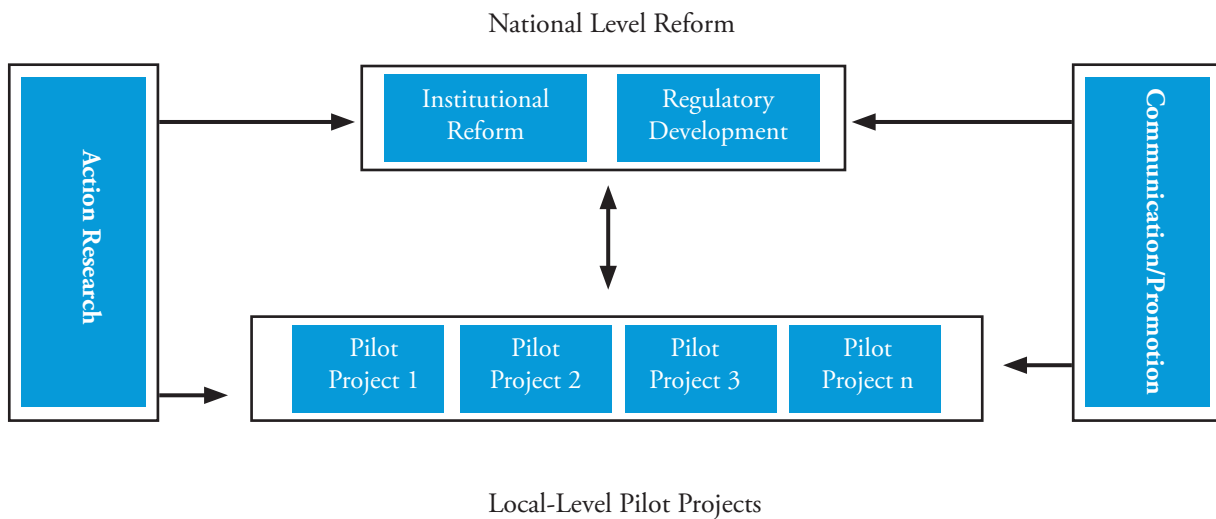 National Level Reform
Action Research
Institutional
Reform
Regulatory
Development
Communication/Promotion
Pilot
Project 1
Pilot
Project 2
Pilot
Project 3
Pilot
Project n
Local-Level Pilot Projects